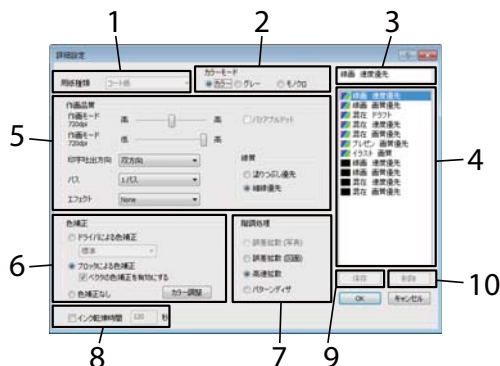 1
2
3
詳細設定
用紙種類 コート紙
カラーモード
カラー グレー モノクロ
線画 速度優先
5
作画品質
作画モード
720dpi 高 高
作画モード
720dpi 低 高
バリアブルドット
印字吐出方向 双方向
パス 1 パス
エフェクト None
線質
塗りつぶし優先
細線優先
線画 速度優先
線画 画質優先
混在 ドラフト
混在 速度優先
混在 画質優先
プレゼン 画質優先
イラスト 画質
線画 速度優先
線画 画質優先
混在 速度優先
混在 画質優先
4
6
色補正
ドライバによる色補正
標準
プロッタによる色補正
ベクタの色補正を有効にする
色補正なし カラー調整
階調処理
誤差拡散 (写真)
誤差拡散 (図面)
高速拡散
パターンディザ
保存 削除
10
OK キャンセル
インク乾燥時間 120 秒
8
7
9